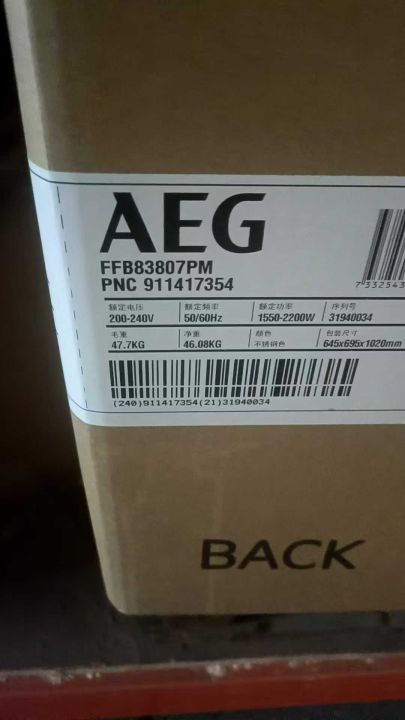 AEG
FFB83807PM
PNC 911417354
7 332543
额定电压 额定频率 额定功率 序列号
200-240V 50/60Hz 1550-2200W 31940034
毛重 净重 颜色 包装尺寸
47.7KG 46.08KG 不锈钢色 645x695x1020mm
(240)911417354(21)31940034
BACK